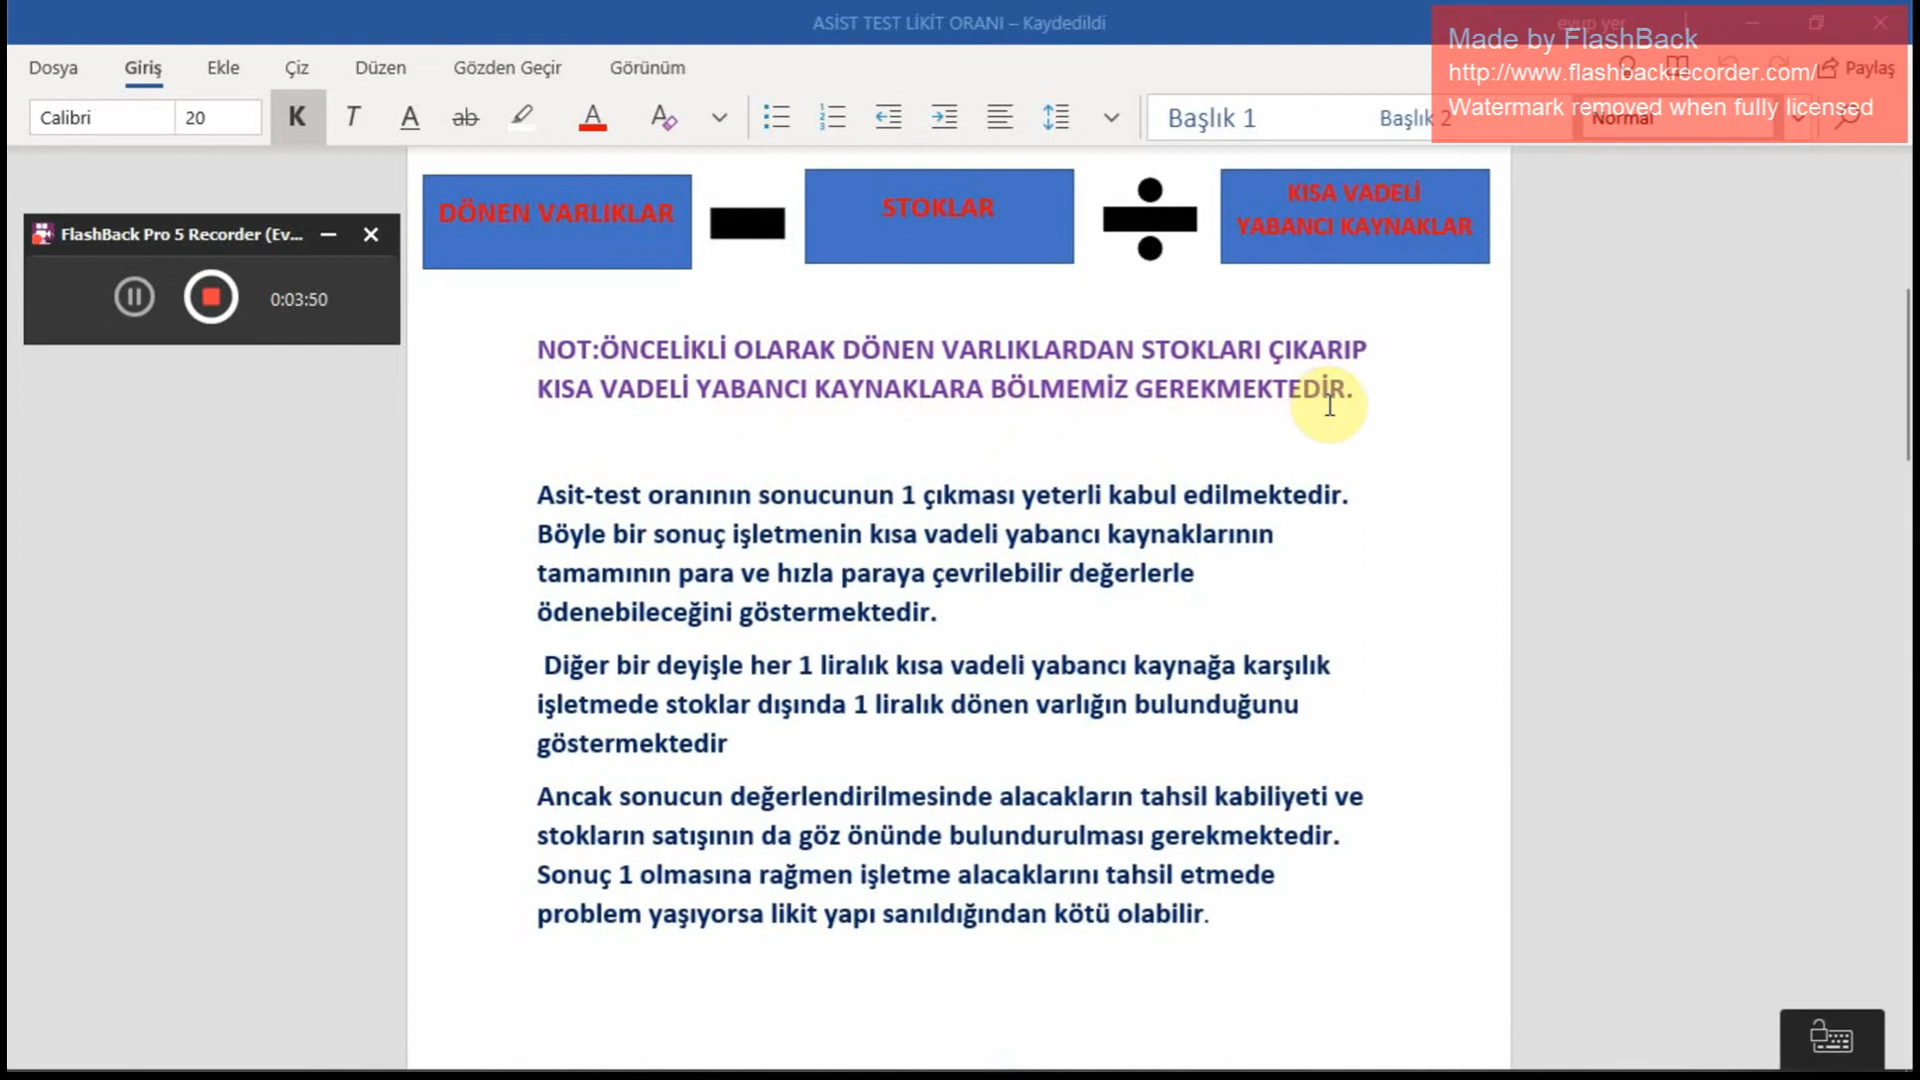 ASİST TEST LİKİT ORANI – Kaydedildi
eyup yer
Made by FlashBack
http://www.flashbackrecorder.com/
Watermark removed when fully licensed
Dosya Giriş Ekle Çiz Düzen Gözden Geçir Görünüm Paylaş
Calibri 20 K T A ab A A Başlık 1 Başlık 2 Normal
DÖNEN VARLIKLAR
STOKLAR
KISA VADELİ
YABANCI KAYNAKLAR
FlashBack Pro 5 Recorder (Ev...
0:03:50
NOT:ÖNCELİKLİ OLARAK DÖNEN VARLIKLARDAN STOKLARI ÇIKARIP
KISA VADELİ YABANCI KAYNAKLARA BÖLMEMİZ GEREKMEKTEDİR.
Asit-test oranının sonucunun 1 çıkması yeterli kabul edilmektedir.
Böyle bir sonuç işletmenin kısa vadeli yabancı kaynaklarının
tamamının para ve hızla paraya çevrilebilir değerlerle
ödenebileceğini göstermektedir.
Diğer bir deyişle her 1 liralık kısa vadeli yabancı kaynağa karşılık
işletmede stoklar dışında 1 liralık dönen varlığın bulunduğunu
göstermektedir
Ancak sonucun değerlendirilmesinde alacakların tahsil kabiliyeti ve
stokların satışının da göz önünde bulundurulması gerekmektedir.
Sonuç 1 olmasına rağmen işletme alacaklarını tahsil etmede
problem yaşıyorsa likit yapı sanıldığından kötü olabilir.